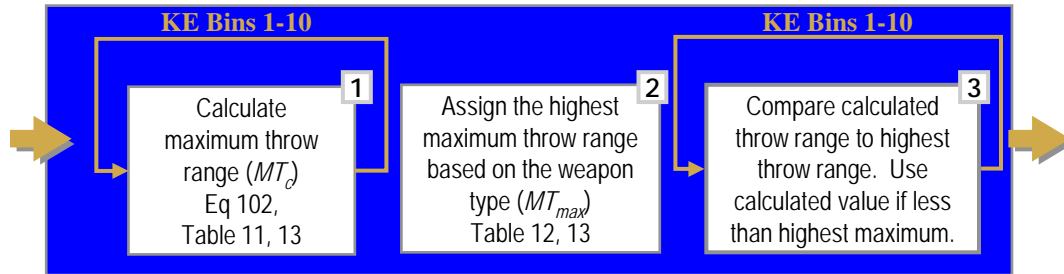 KE Bins 1-10
KE Bins 1-10
1
Calculate
maximum throw
range (MTc)
Eq 102,
Table 11, 13
2
Assign the highest
maximum throw range
based on the weapon
type (MTmax)
Table 12, 13
3
Compare calculated
throw range to highest
throw range.  Use
calculated value if less
than highest maximum.